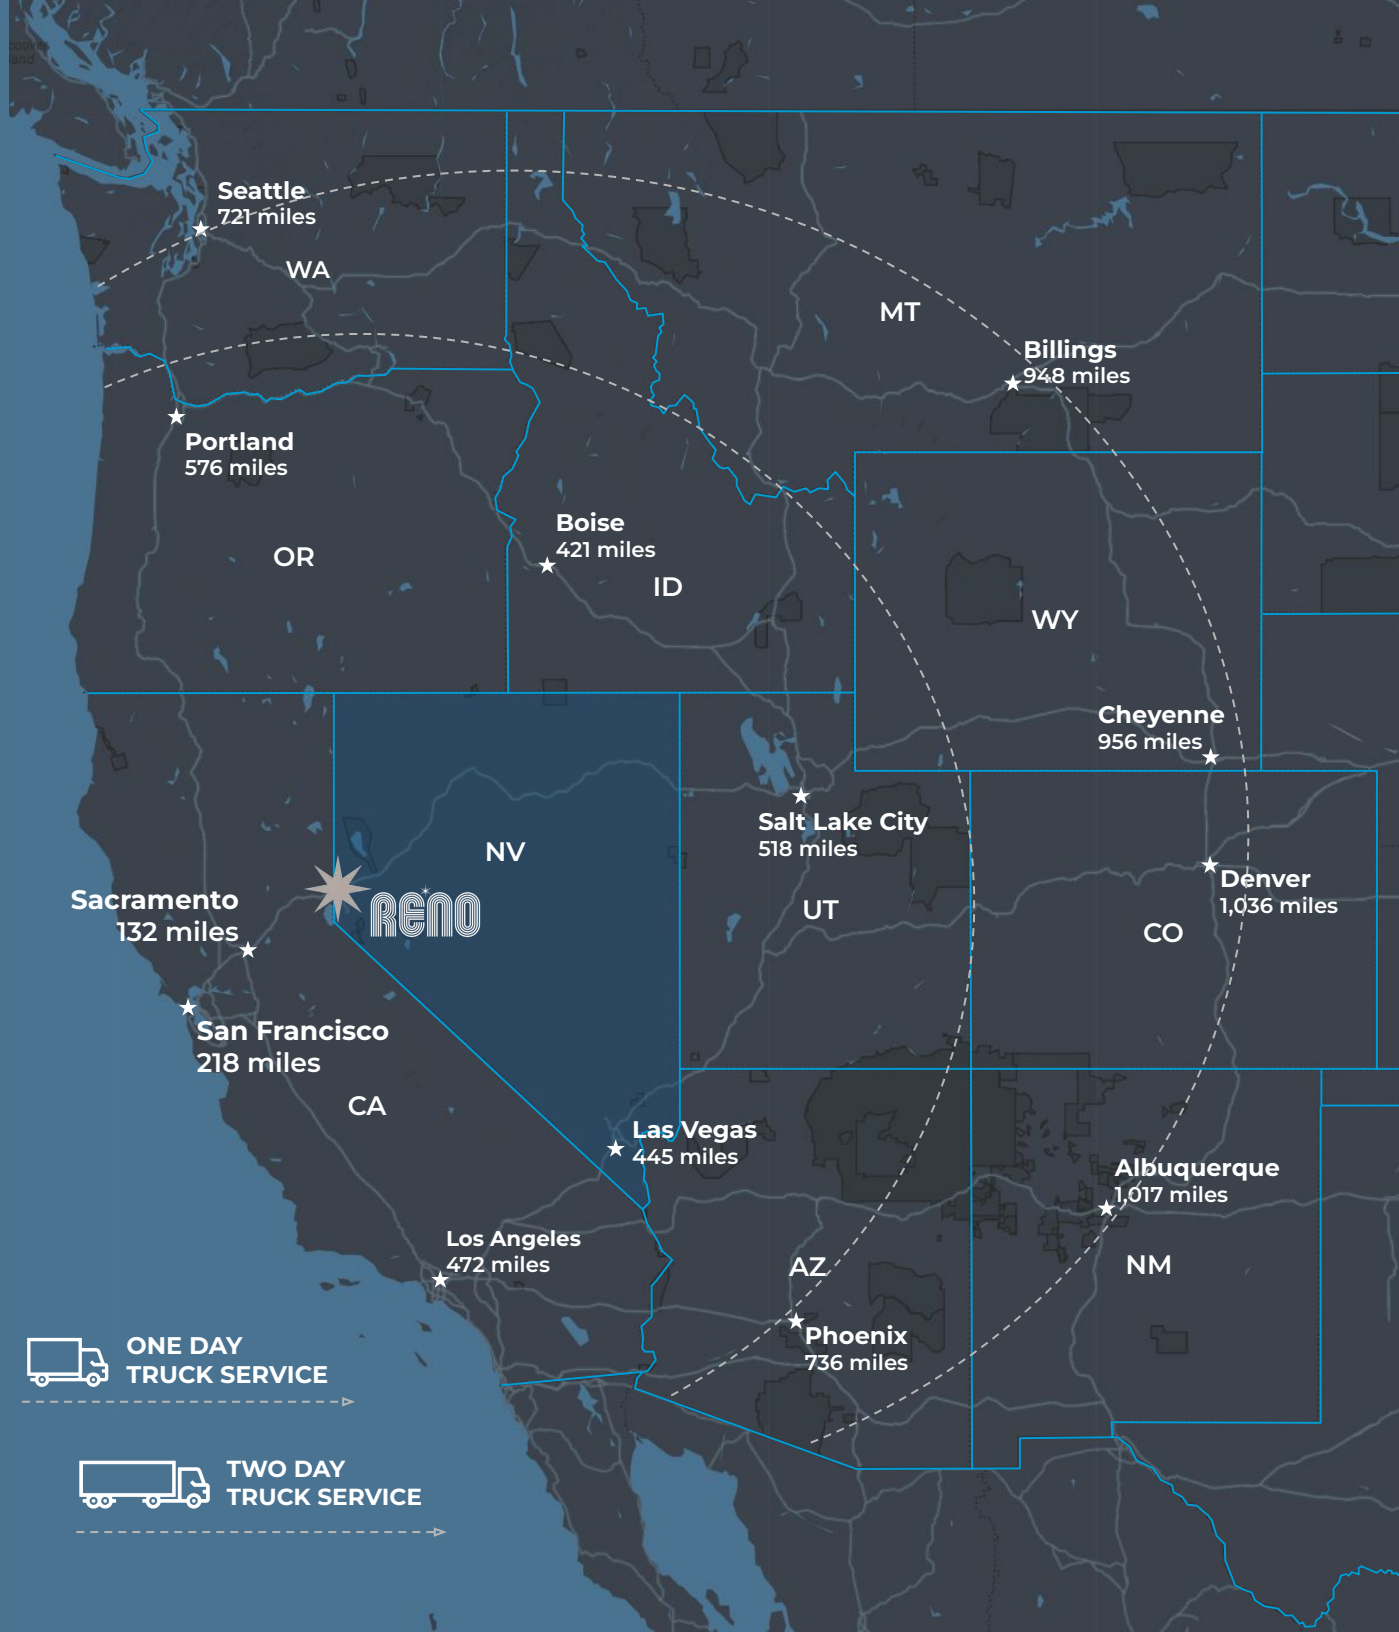 Seattle
721 miles
WA
MT
Billings
948 miles
Portland
576 miles
Boise
421 miles
OR
ID
WY
Cheyenne
956 miles
Salt Lake City
518 miles
NV
Denver
1,036 miles
RENO
Sacramento
132 miles
UT
CO
San Francisco
218 miles
CA
Las Vegas
445 miles
Albuquerque
1,017 miles
Los Angeles
472 miles
AZ
NM
Phoenix
736 miles
ONE DAY
TRUCK SERVICE
TWO DAY
TRUCK SERVICE